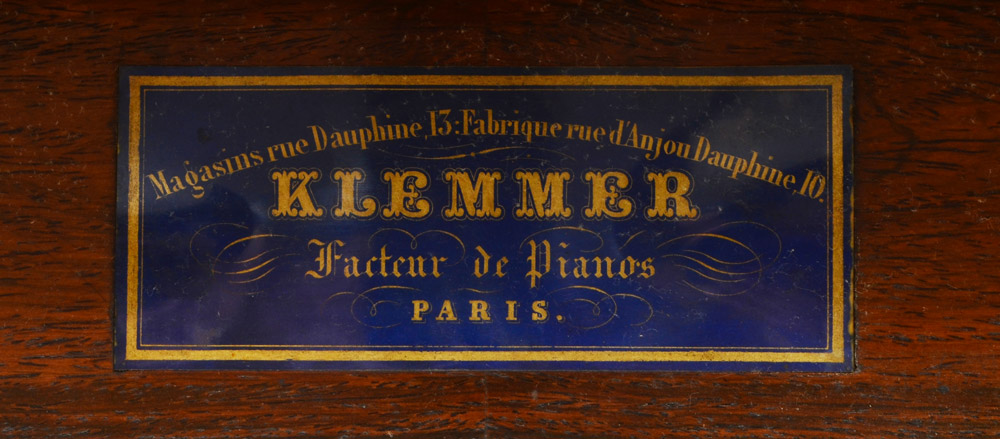 Magasins rue Dauphine, 13: Fabrique rue d'Anjou Dauphine, 10.
KLEMMER
Facteur de Pianos
PARIS.